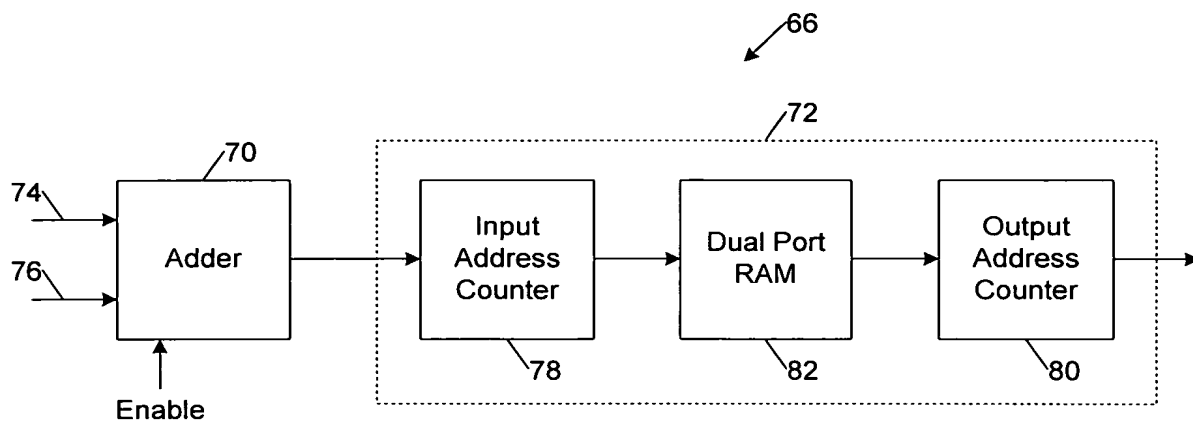 66
72
70
74
76
Adder
Enable
Input
Address
Counter
78
Dual Port
RAM
82
Output
Address
Counter
80